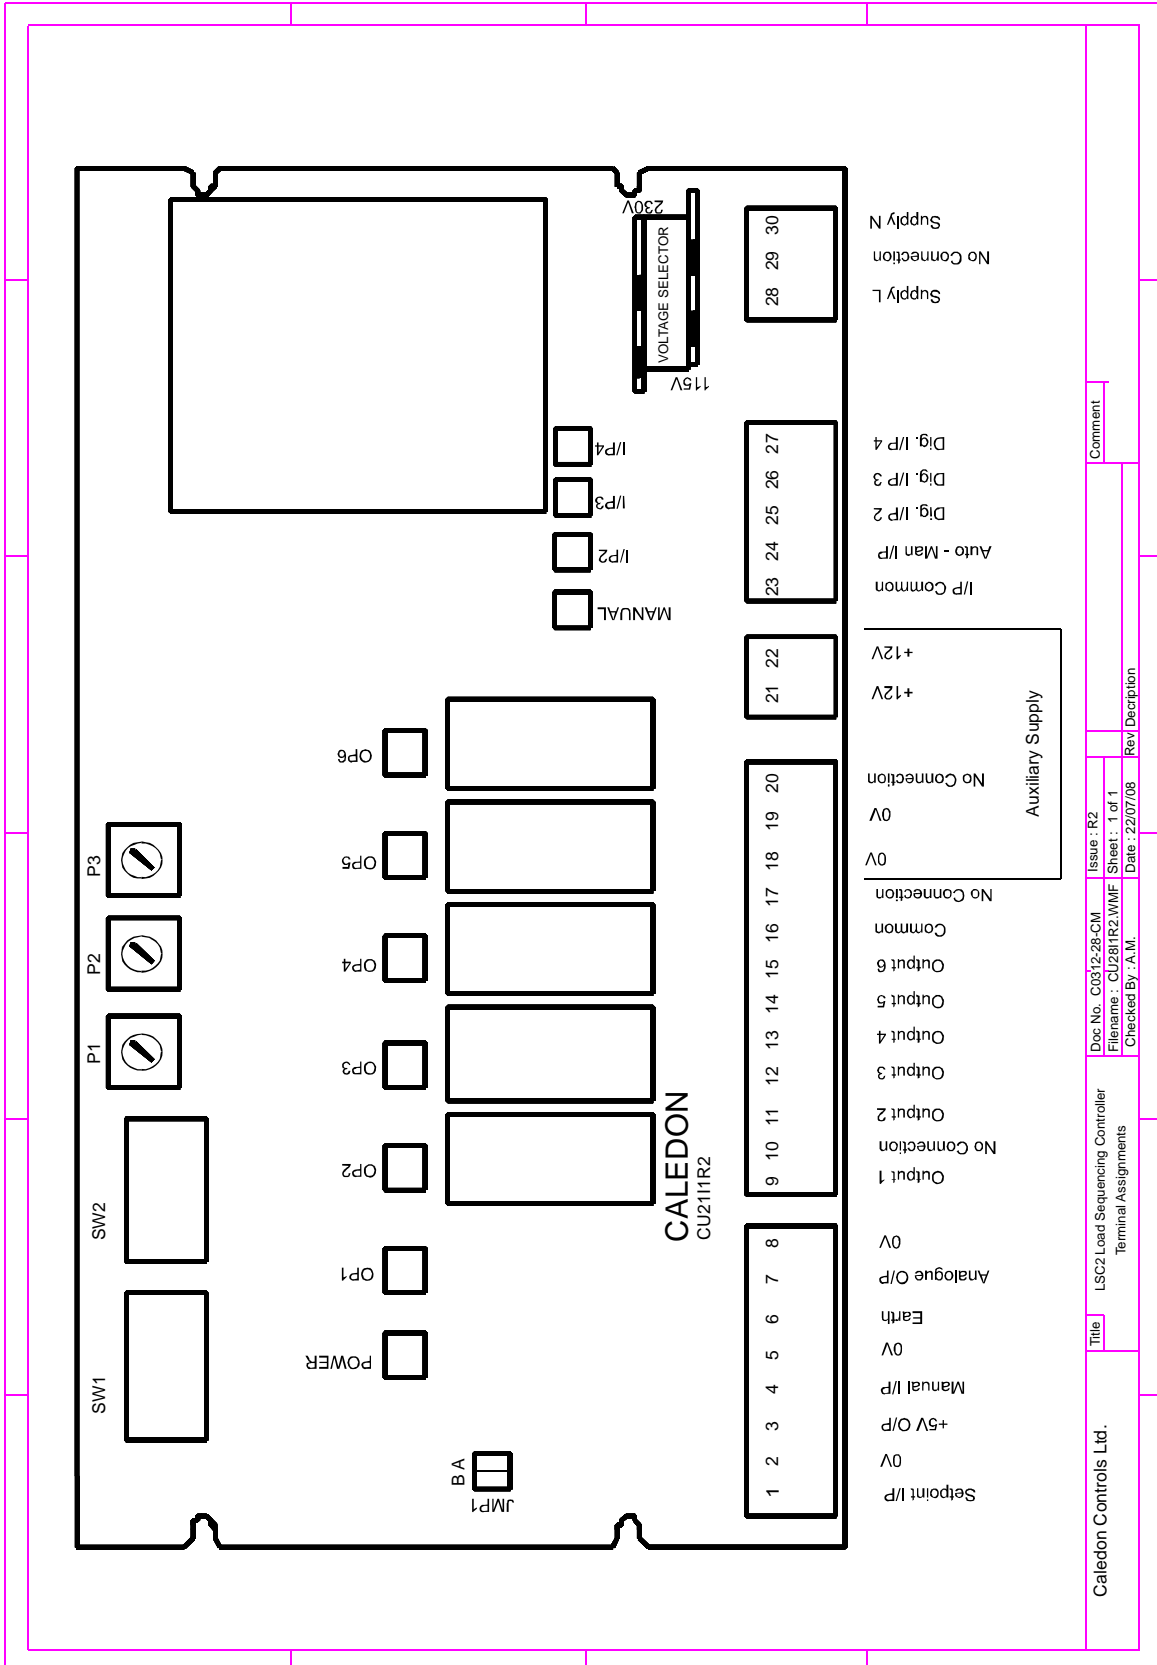 SW1
SW2
P1
P2
P3
POWER
OP1
OP2
OP3
OP4
OP5
OP6
B A
JMP1
MANUAL
I/P2
I/P3
I/P4
115V
VOLTAGE SELECTOR
230V
CALEDON
CU21I1R2
1 2 3 4 5 6 7 8
9 10 11 12 13 14 15 16 17 18 19 20
21 22
23 24 25 26 27
28 29 30
Setpoint I/P
0V
+5V O/P
Manual I/P
0V
Earth
Analogue O/P
0V
Output 1
No Connection
Output 2
Output 3
Output 4
Output 5
Output 6
Common
No Connection
0V
0V
No Connection
+12V
+12V
Auxiliary Supply
I/P Common
Auto - Man I/P
Dig. I/P 2
Dig. I/P 3
Dig. I/P 4
Supply L
No Connection
Supply N
Caledon Controls Ltd.
Title
LSC2 Load Sequencing Controller
Terminal Assignments
Doc No. C0312-28-CM
Issue : R2
Filename : CU28I1R2.WMF
Sheet : 1 of 1
Checked By : A.M.
Date : 22/07/08
Rev
Decription
Comment